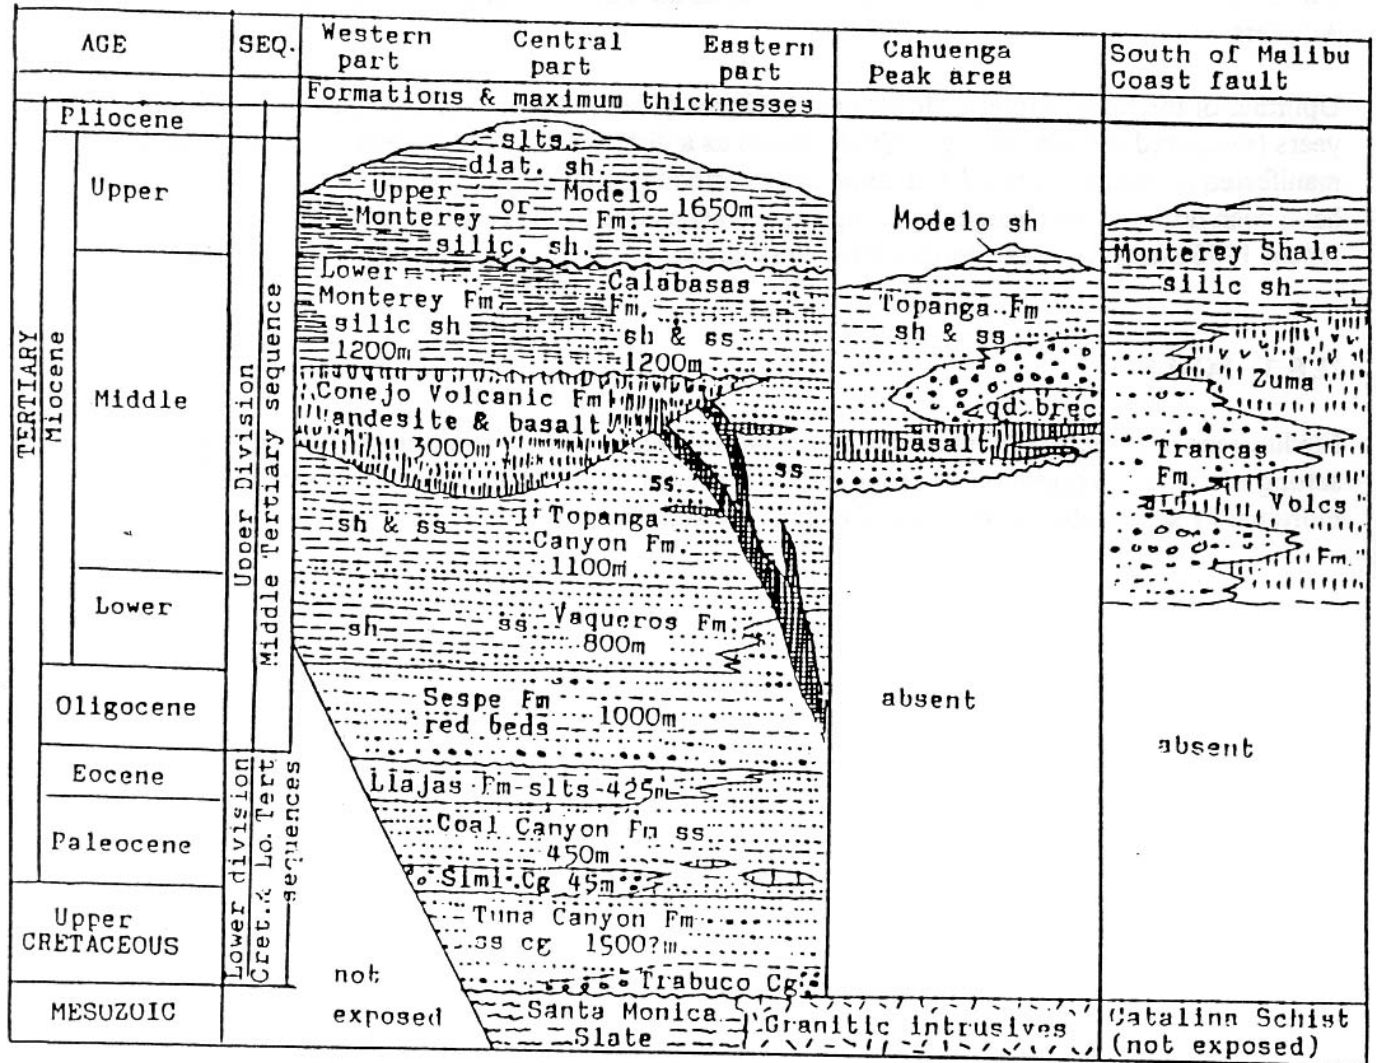 AGE
SEQ.
Western part
Central part
Eastern part
Cahuenga Peak area
South of Malibu Coast fault
Formations & maximum thicknesses
TERTIARY
Pliocene
Miocene
Upper
Middle
Lower
Oligocene
Eocene
Paleocene
Upper
CRETACEOUS
MESOZOIC
Upper Division
Middle Tertiary sequence
Lower division
Cret. & Lo. Tert
sequences
slts.
diat. sh.
Upper Monterey or Modelo Fm. 1650m
silic. sh.
Lower
Monterey Fm.
silic sh
1200m
Calabasas
Fm.
sh & ss
1200m
Conejo Volcanic Fm
andesite & basalt
3000m
ss
ss
sh & ss
Topanga
Canyon Fm.
1100m
sh
ss
Vaqueros Fm
800m
Sespe Fm
red beds
1000m
Llajas Fm-slts-425m
Coal Canyon Fm ss
450m
Simi Cg 45m
Tuna Canyon Fm
ss cg 1500?m
Trabuco Cg
not
exposed
Santa Monica
Slate
Granitic intrusives
Modelo sh
Topanga Fm
sh & ss
qd brec
basalt
absent
Monterey Shale
silic sh
Zuma
Trancas
Fm.
Volcs
Fm.
absent
Catalina Schist
(not exposed)